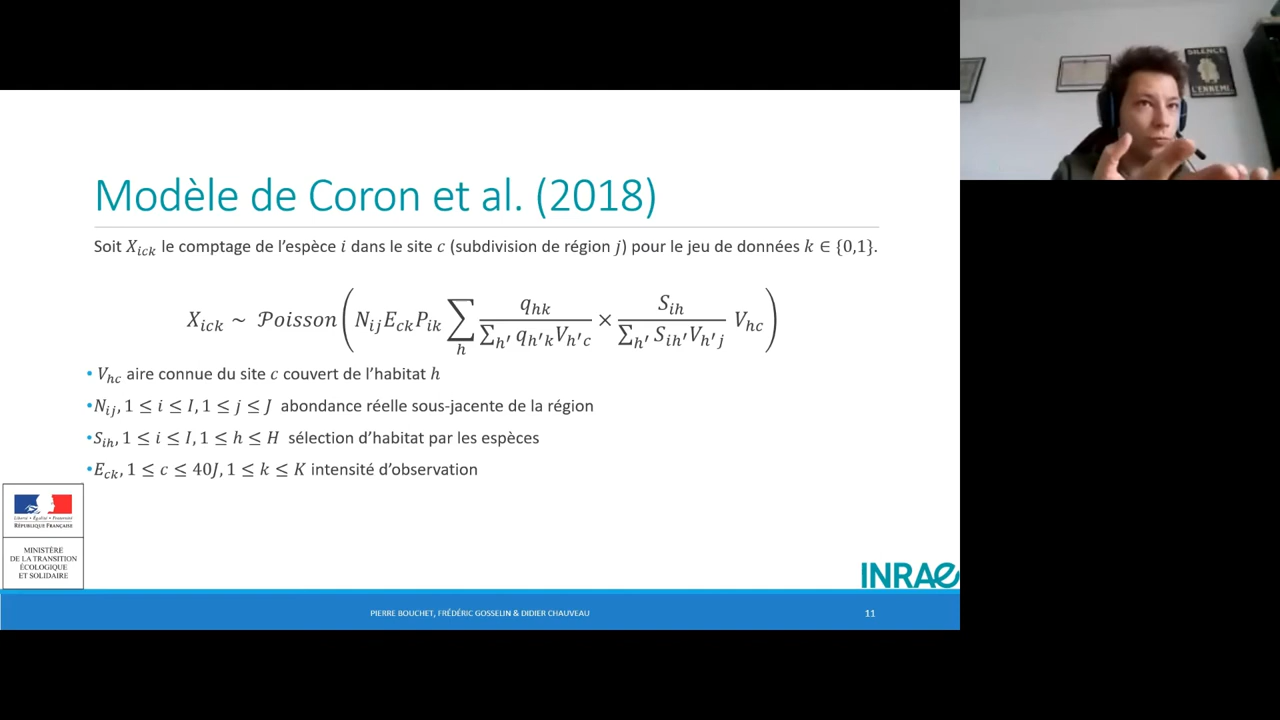 SILENCE
L'ENNEMI
Modèle de Coron et al. (2018)
Soit X_{ick} le comptage de l'espèce i dans le site c (subdivision de région j) pour le jeu de données k ∈ {0,1}.
X_{ick} ~ 𝒫oisson(N_{ij}E_{ck}P_{ik} ∑_h q_{hk} / ∑_{h'} q_{h'k}V_{h'c} × S_{ih} / ∑_{h'} S_{ih'}V_{h'j} V_{hc})
• V_{hc} aire connue du site c couvert de l'habitat h
• N_{ij}, 1 ≤ i ≤ I, 1 ≤ j ≤ J abondance réelle sous-jacente de la région
• S_{ih}, 1 ≤ i ≤ I, 1 ≤ h ≤ H sélection d'habitat par les espèces
• E_{ck}, 1 ≤ c ≤ 40J, 1 ≤ k ≤ K intensité d'observation
Liberté • Égalité • Fraternité
RÉPUBLIQUE FRANÇAISE
MINISTÈRE
DE LA TRANSITION
ÉCOLOGIQUE
ET SOLIDAIRE
INRAE
PIERRE BOUCHET, FRÉDÉRIC GOSSELIN & DIDIER CHAUVEAU
11